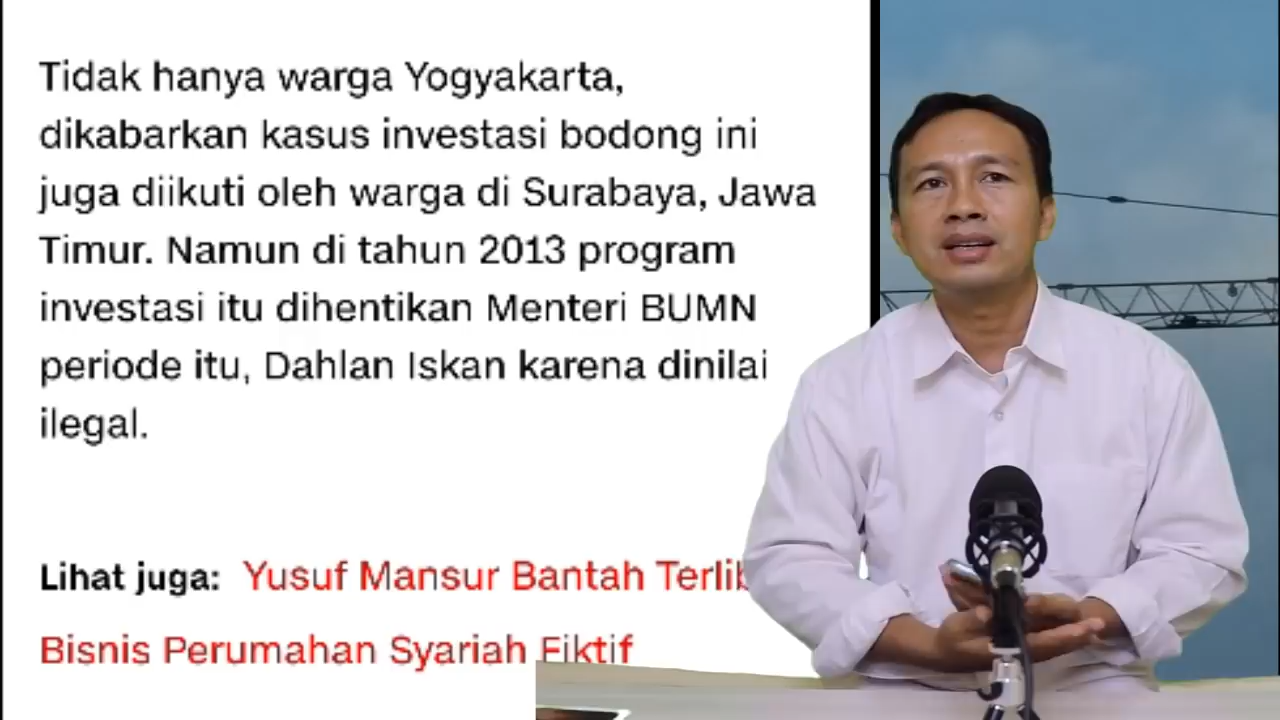 Tidak hanya warga Yogyakarta,
dikabarkan kasus investasi bodong ini
juga diikuti oleh warga di Surabaya, Jawa
Timur. Namun di tahun 2013 program
investasi itu dihentikan Menteri BUMN
periode itu, Dahlan Iskan karena dinilai
ilegal.
Lihat juga: Yusuf Mansur Bantah
Bisnis Perumahan Syariah Fiktif